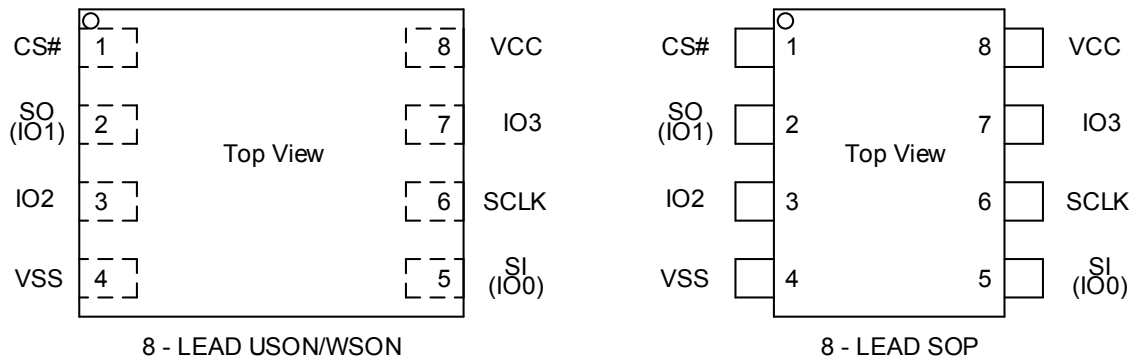 CS# 1 8 VCC
SO
(IO1) 2 7 IO3
Top View
IO2 3 6 SCLK
VSS 4 5 SI
(IO0)
8 - LEAD USON/WSON
CS# 1 8 VCC
SO
(IO1) 2 7 IO3
Top View
IO2 3 6 SCLK
VSS 4 5 SI
(IO0)
8 - LEAD SOP